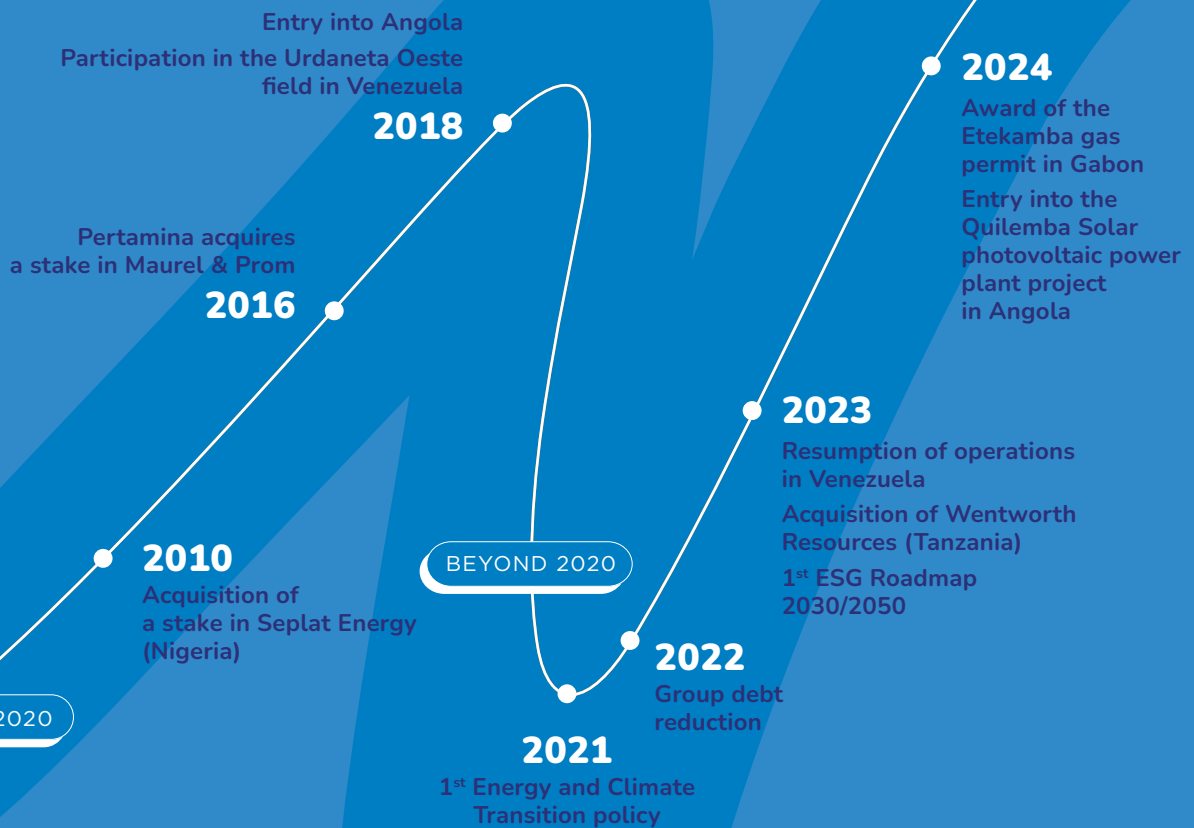 Entry into Angola
Participation in the Urdaneta Oeste
field in Venezuela
2018
Pertamina acquires
a stake in Maurel & Prom
2016
2010
Acquisition of
a stake in Seplat Energy
(Nigeria)
2020
BEYOND 2020
2021
1st Energy and Climate
Transition policy
2022
Group debt
reduction
2023
Resumption of operations
in Venezuela
Acquisition of Wentworth
Resources (Tanzania)
1st ESG Roadmap
2030/2050
2024
Award of the
Etekamba gas
permit in Gabon
Entry into the
Quilemba Solar
photovoltaic power
plant project
in Angola